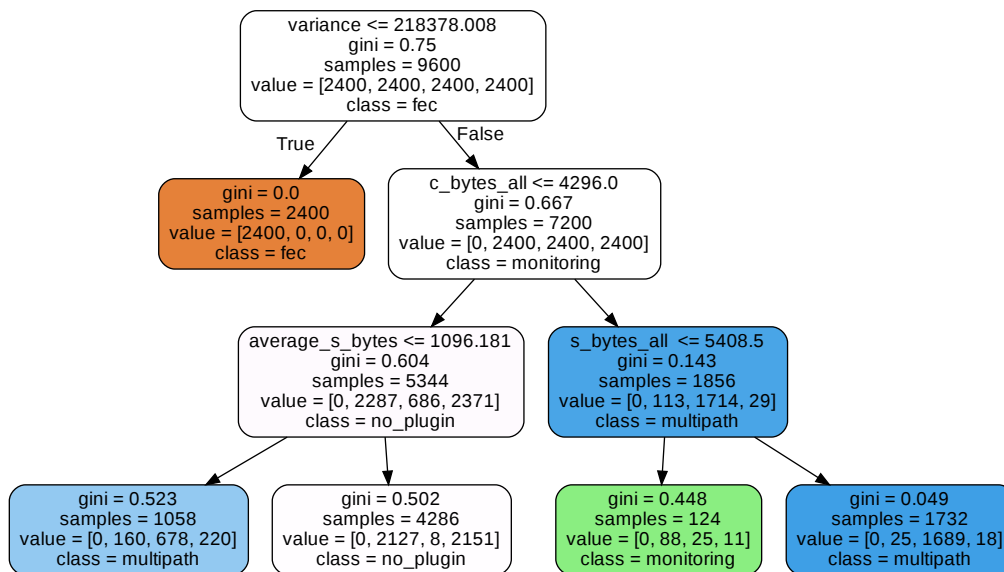 variance <= 218378.008
gini = 0.75
samples = 9600
value = [2400, 2400, 2400, 2400]
class = fec
True
False
gini = 0.0
samples = 2400
value = [2400, 0, 0, 0]
class = fec
c_bytes_all <= 4296.0
gini = 0.667
samples = 7200
value = [0, 2400, 2400, 2400]
class = monitoring
average_s_bytes <= 1096.181
gini = 0.604
samples = 5344
value = [0, 2287, 686, 2371]
class = no_plugin
s_bytes_all <= 5408.5
gini = 0.143
samples = 1856
value = [0, 113, 1714, 29]
class = multipath
gini = 0.523
samples = 1058
value = [0, 160, 678, 220]
class = multipath
gini = 0.502
samples = 4286
value = [0, 2127, 8, 2151]
class = no_plugin
gini = 0.448
samples = 124
value = [0, 88, 25, 11]
class = monitoring
gini = 0.049
samples = 1732
value = [0, 25, 1689, 18]
class = multipath